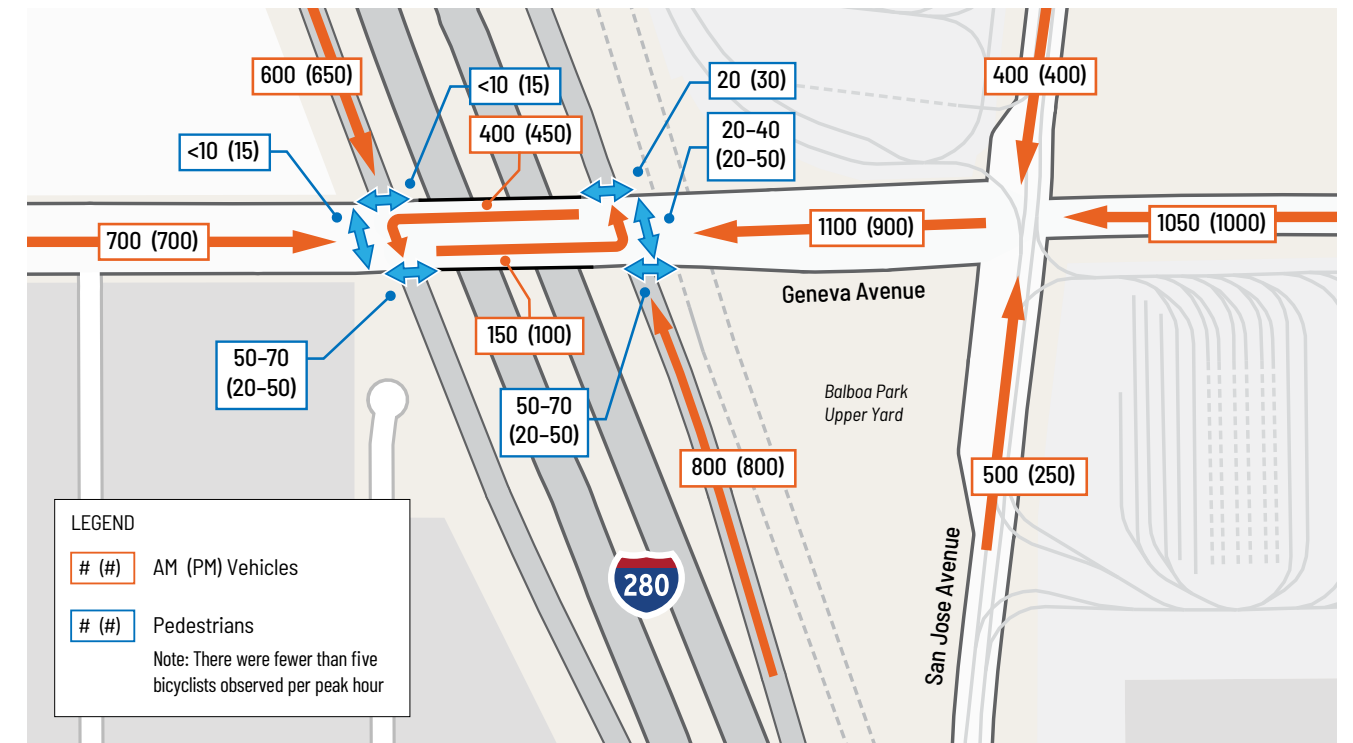 600 (650)
<10 (15)
20 (30)
400 (400)
<10 (15)
400 (450)
20–40
(20–50)
700 (700)
1100 (900)
1050 (1000)
Geneva Avenue
150 (100)
50–70
(20–50)
50–70
(20–50)
Balboa Park
Upper Yard
800 (800)
500 (250)
San Jose Avenue
280
LEGEND
# (#) AM (PM) Vehicles
# (#) Pedestrians
Note: There were fewer than five
bicyclists observed per peak hour